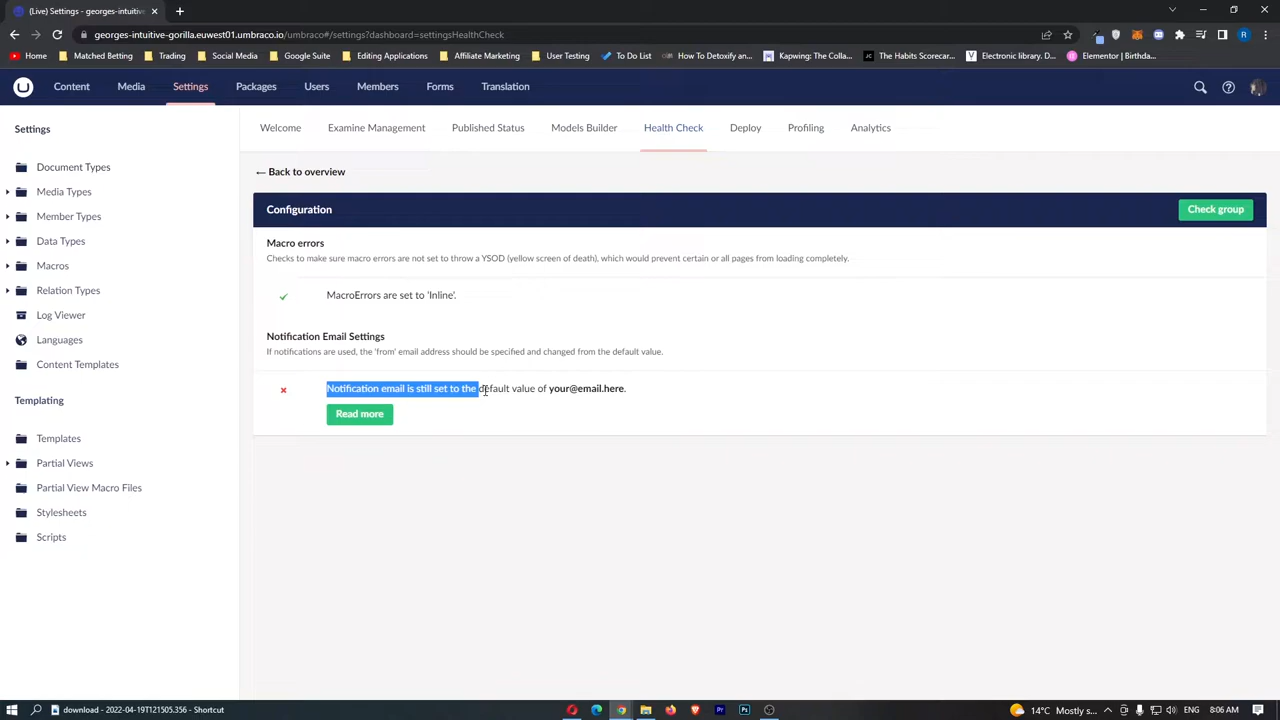 (Live) Settings - georges-intuitive
georges-intuitive-gorilla.euwest01.umbraco.io/umbraco#/settings?dashboard=settingsHealthCheck
Home
Matched Betting
Trading
Social Media
Editing Applications
Google Suite
Affiliate Marketing
User Testing
To Do List
How To Detoxify an...
Kapwing: The Colla...
The Habits Scorecar...
Electronic library. D...
Elementor | Birthda...
Content
Media
Settings
Packages
Users
Members
Forms
Translation
Settings
Document Types
Media Types
Member Types
Data Types
Macros
Relation Types
Log Viewer
Languages
Content Templates
Templating
Templates
Partial Views
Partial View Macro Files
Stylesheets
Scripts
Welcome
Examine Management
Published Status
Models Builder
Health Check
Deploy
Profiling
Analytics
← Back to overview
Configuration
Check group
Macro errors
Checks to make sure macro errors are not set to throw a YSOD (yellow screen of death), which would prevent certain or all pages from loading completely.
MacroErrors are set to 'Inline'.
Notification Email Settings
If notifications are used, the 'from' email address should be specified and changed from the default value.
Notification email is still set to the default value of your@email.here.
Read more
download - 2022-04-19T121505.356 - Shortcut
14°C Mostly s...
8:06 AM